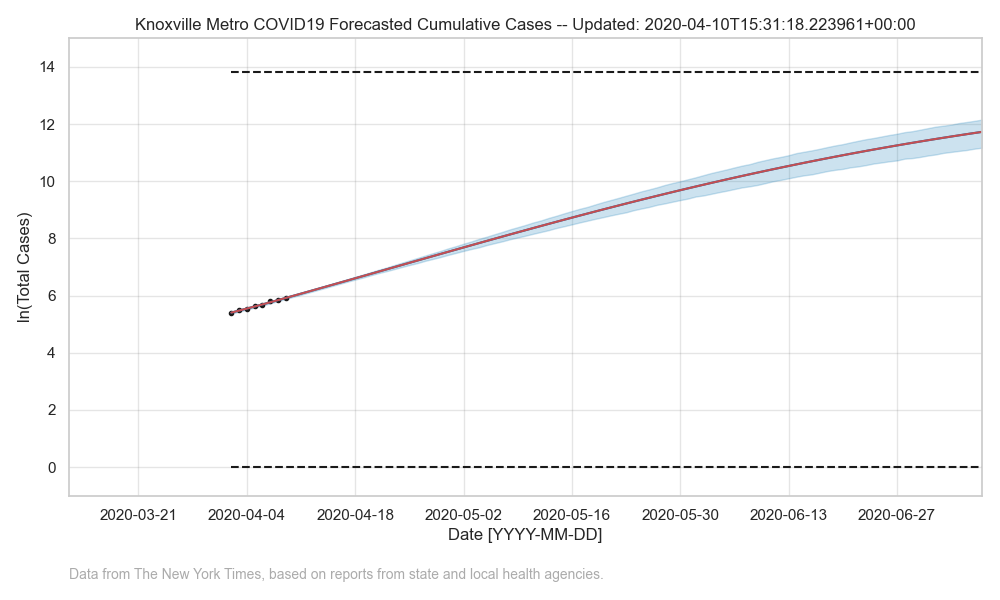 Knoxville Metro COVID19 Forecasted Cumulative Cases -- Updated: 2020-04-10T15:31:18.223961+00:00
14
12
10
8
6
4
2
0
ln(Total Cases)
2020-03-21 2020-04-04 2020-04-18 2020-05-02 2020-05-16 2020-05-30 2020-06-13 2020-06-27
Date [YYYY-MM-DD]
Data from The New York Times, based on reports from state and local health agencies.